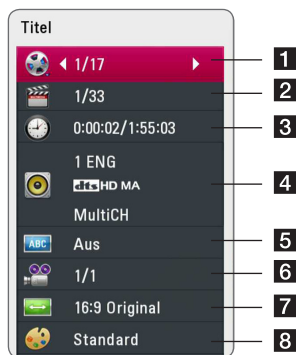 Titel
1/17
1
1/33
2
0:00:02/1:55:03
3
1 ENG
dts HD MA
MultiCH
4
ABC
Aus
5
1/1
6
16:9 Original
7
Standard
8